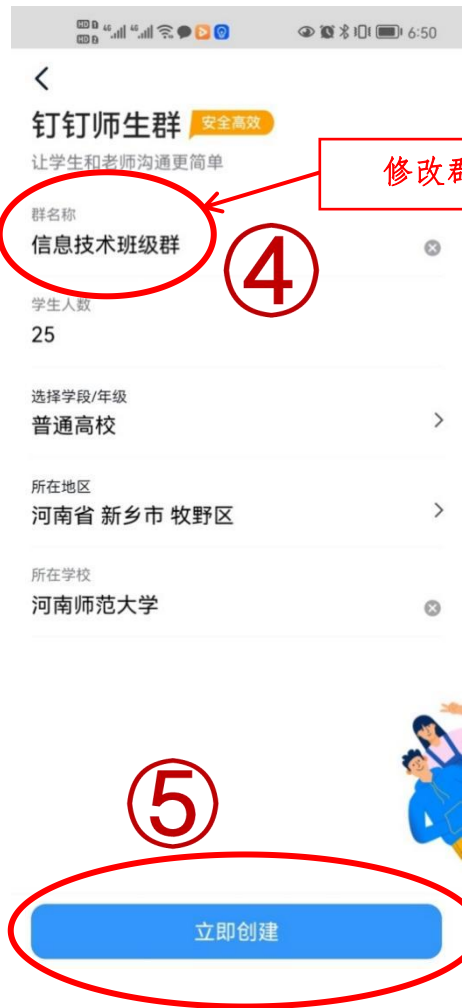 6:50
钉钉师生群 安全高效
让学生和老师沟通更简单
修改群
群名称
信息技术班级群
④
学生人数
25
选择学段/年级
普通高校
所在地区
河南省 新乡市 牧野区
所在学校
河南师范大学
⑤
立即创建